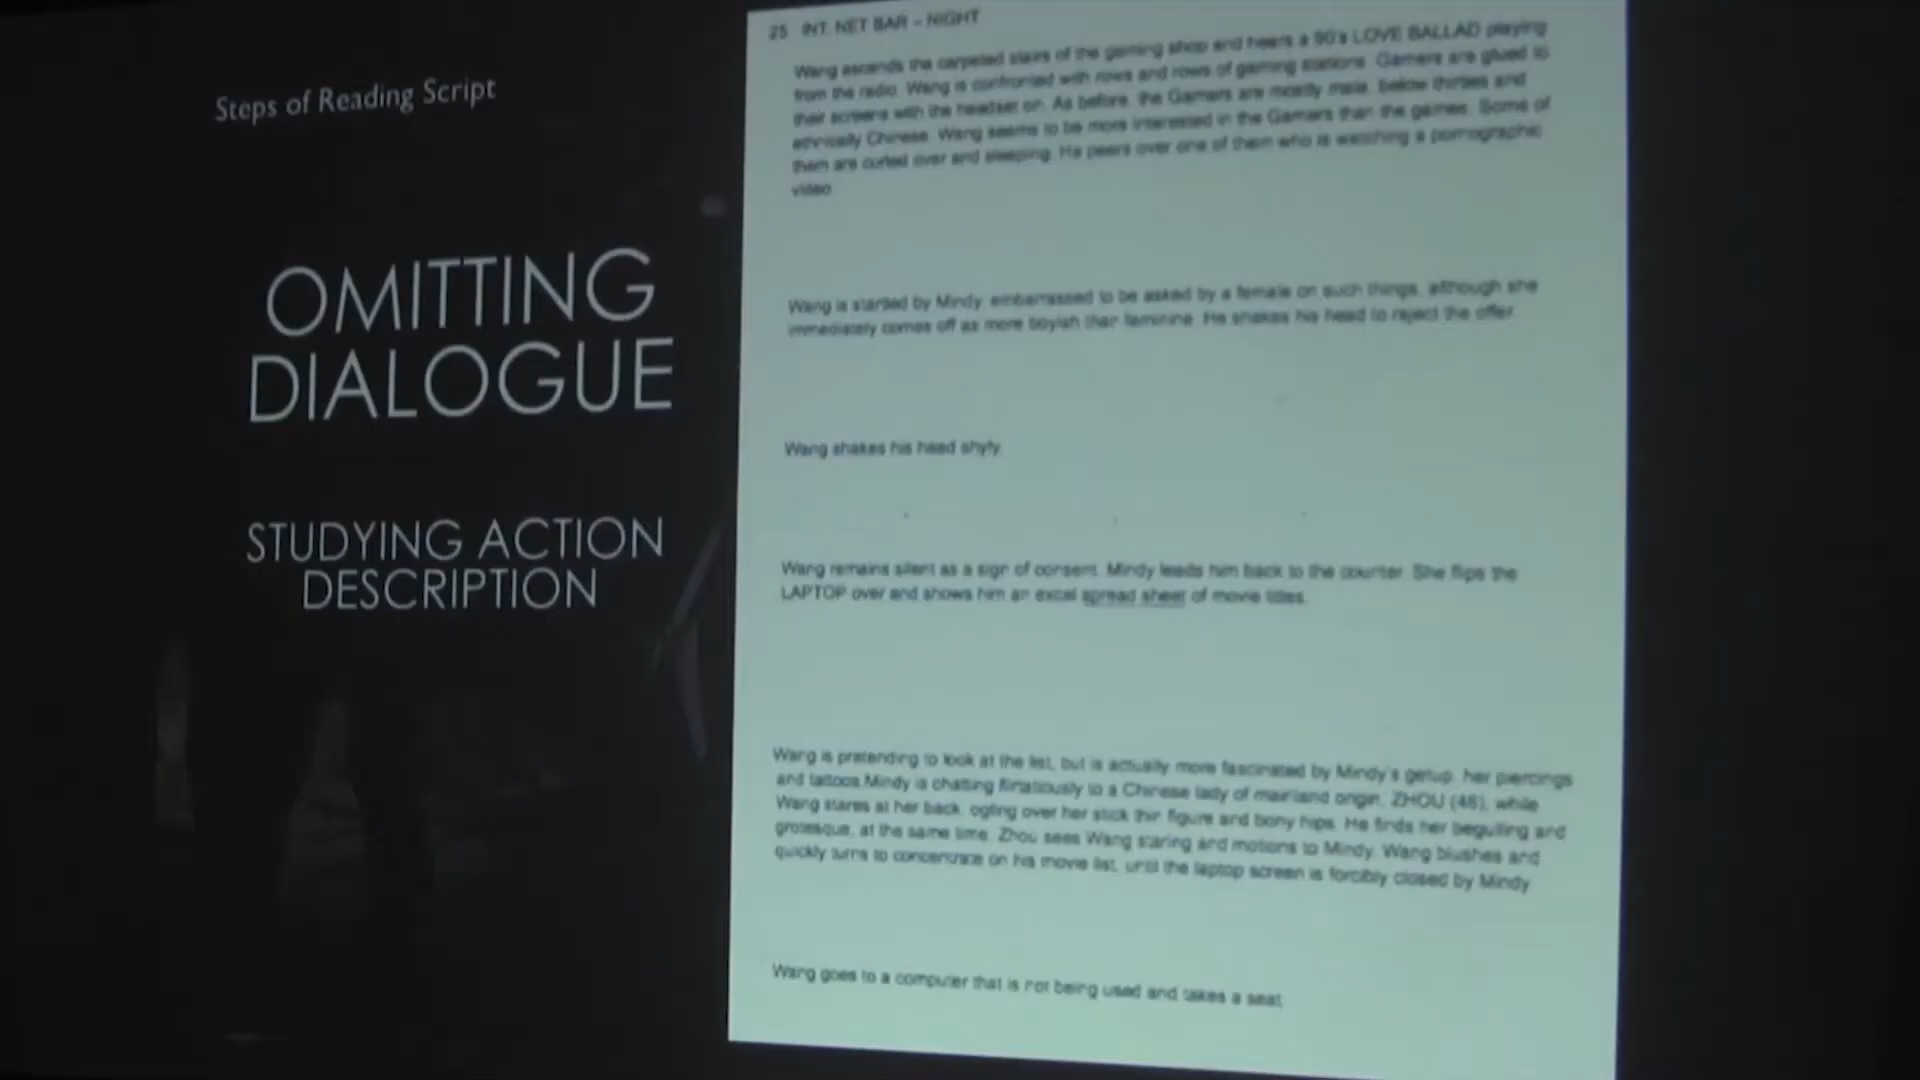 Steps of Reading Script
OMITTING
DIALOGUE
STUDYING ACTION
DESCRIPTION
25 INT. NET BAR – NIGHT
Wang ascends the carpeted stairs of the gaming shop and hears a 90's LOVE BALLAD playing
from the radio. Wang is confronted with rows and rows of gaming stations. Gamers are glued to
their screens with the headset on. As before, the Gamers are mostly male, below thirties and
ethnically Chinese. Wang seems to be more interested in the Gamers than the games. Some of
them are curled over and sleeping. He peers over one of them who is watching a pornographic
video.
Wang is startled by Mindy, embarrassed to be asked by a female on such things, although she
immediately comes off as more boyish than feminine. He shakes his head to reject the offer.
Wang shakes his head shyly.
Wang remains silent as a sign of consent. Mindy leads him back to the counter. She flips the
LAPTOP over and shows him an excel spread sheet of movie titles.
Wang is pretending to look at the list, but is actually more fascinated by Mindy's getup, her piercings
and tattoos.Mindy is chatting flirtatiously to a Chinese lady of mainland origin, ZHOU (46), while
Wang stares at her back, ogling over her stick thin figure and bony hips. He finds her beguiling and
grotesque, at the same time. Zhou sees Wang staring and motions to Mindy. Wang blushes and
quickly turns to concentrate on his movie list, until the laptop screen is forcibly closed by Mindy.
Wang goes to a computer that is not being used and takes a seat.